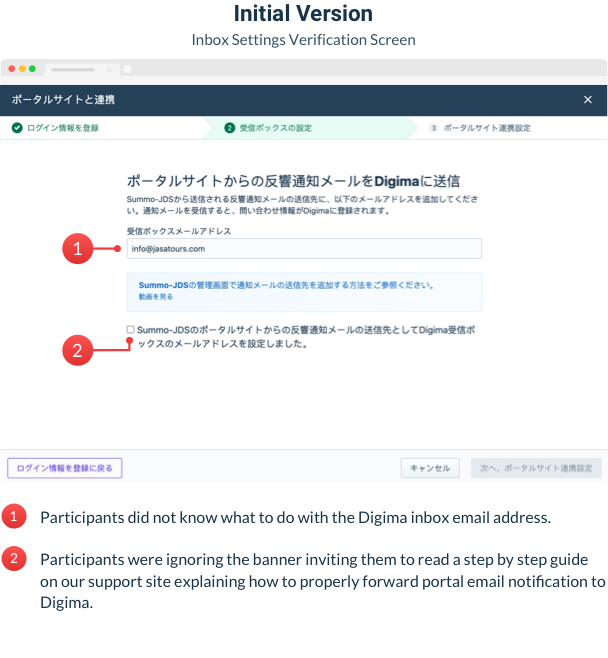 Initial Version
Inbox Settings Verification Screen
ポータルサイトと連携
ログイン情報を登録
2 受信ボックスの設定
3 ポータルサイト連携設定
ポータルサイトからの反響通知メールをDigimaに送信
Summo-JDSから送信される反響通知メールの送信先に、以下のメールアドレスを追加してくださ
い。通知メールを受信すると、問い合わせ情報がDigimaに登録されます。
受信ボックスメールアドレス
1
info@jasatours.com
Summo-JDSの管理画面で通知メールの送信先を追加する方法をご参照ください。
動画を見る
Summo-JDSのポータルサイトからの反響通知メールの送信先としてDigima受信ボ
2
ックスのメールアドレスを設定しました。
ログイン情報を登録に戻る
キャンセル
次へ、ポータルサイト連携設定
1 Participants did not know what to do with the Digima inbox email address.
2 Participants were ignoring the banner inviting them to read a step by step guide
on our support site explaining how to properly forward portal email notification to
Digima.